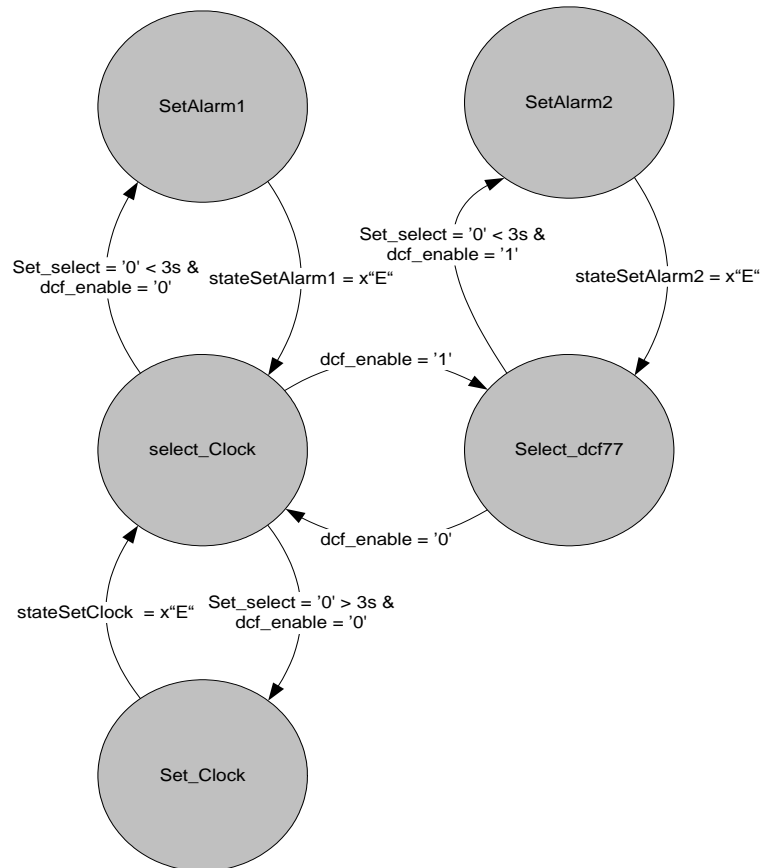 SetAlarm1
SetAlarm2
Set_select = '0' < 3s &
dcf_enable = '0'
stateSetAlarm1 = x“E“
Set_select = '0' < 3s &
dcf_enable = '1'
stateSetAlarm2 = x“E“
dcf_enable = '1'
select_Clock
Select_dcf77
dcf_enable = '0'
stateSetClock  = x“E“
Set_select = '0' > 3s &
dcf_enable = '0'
Set_Clock